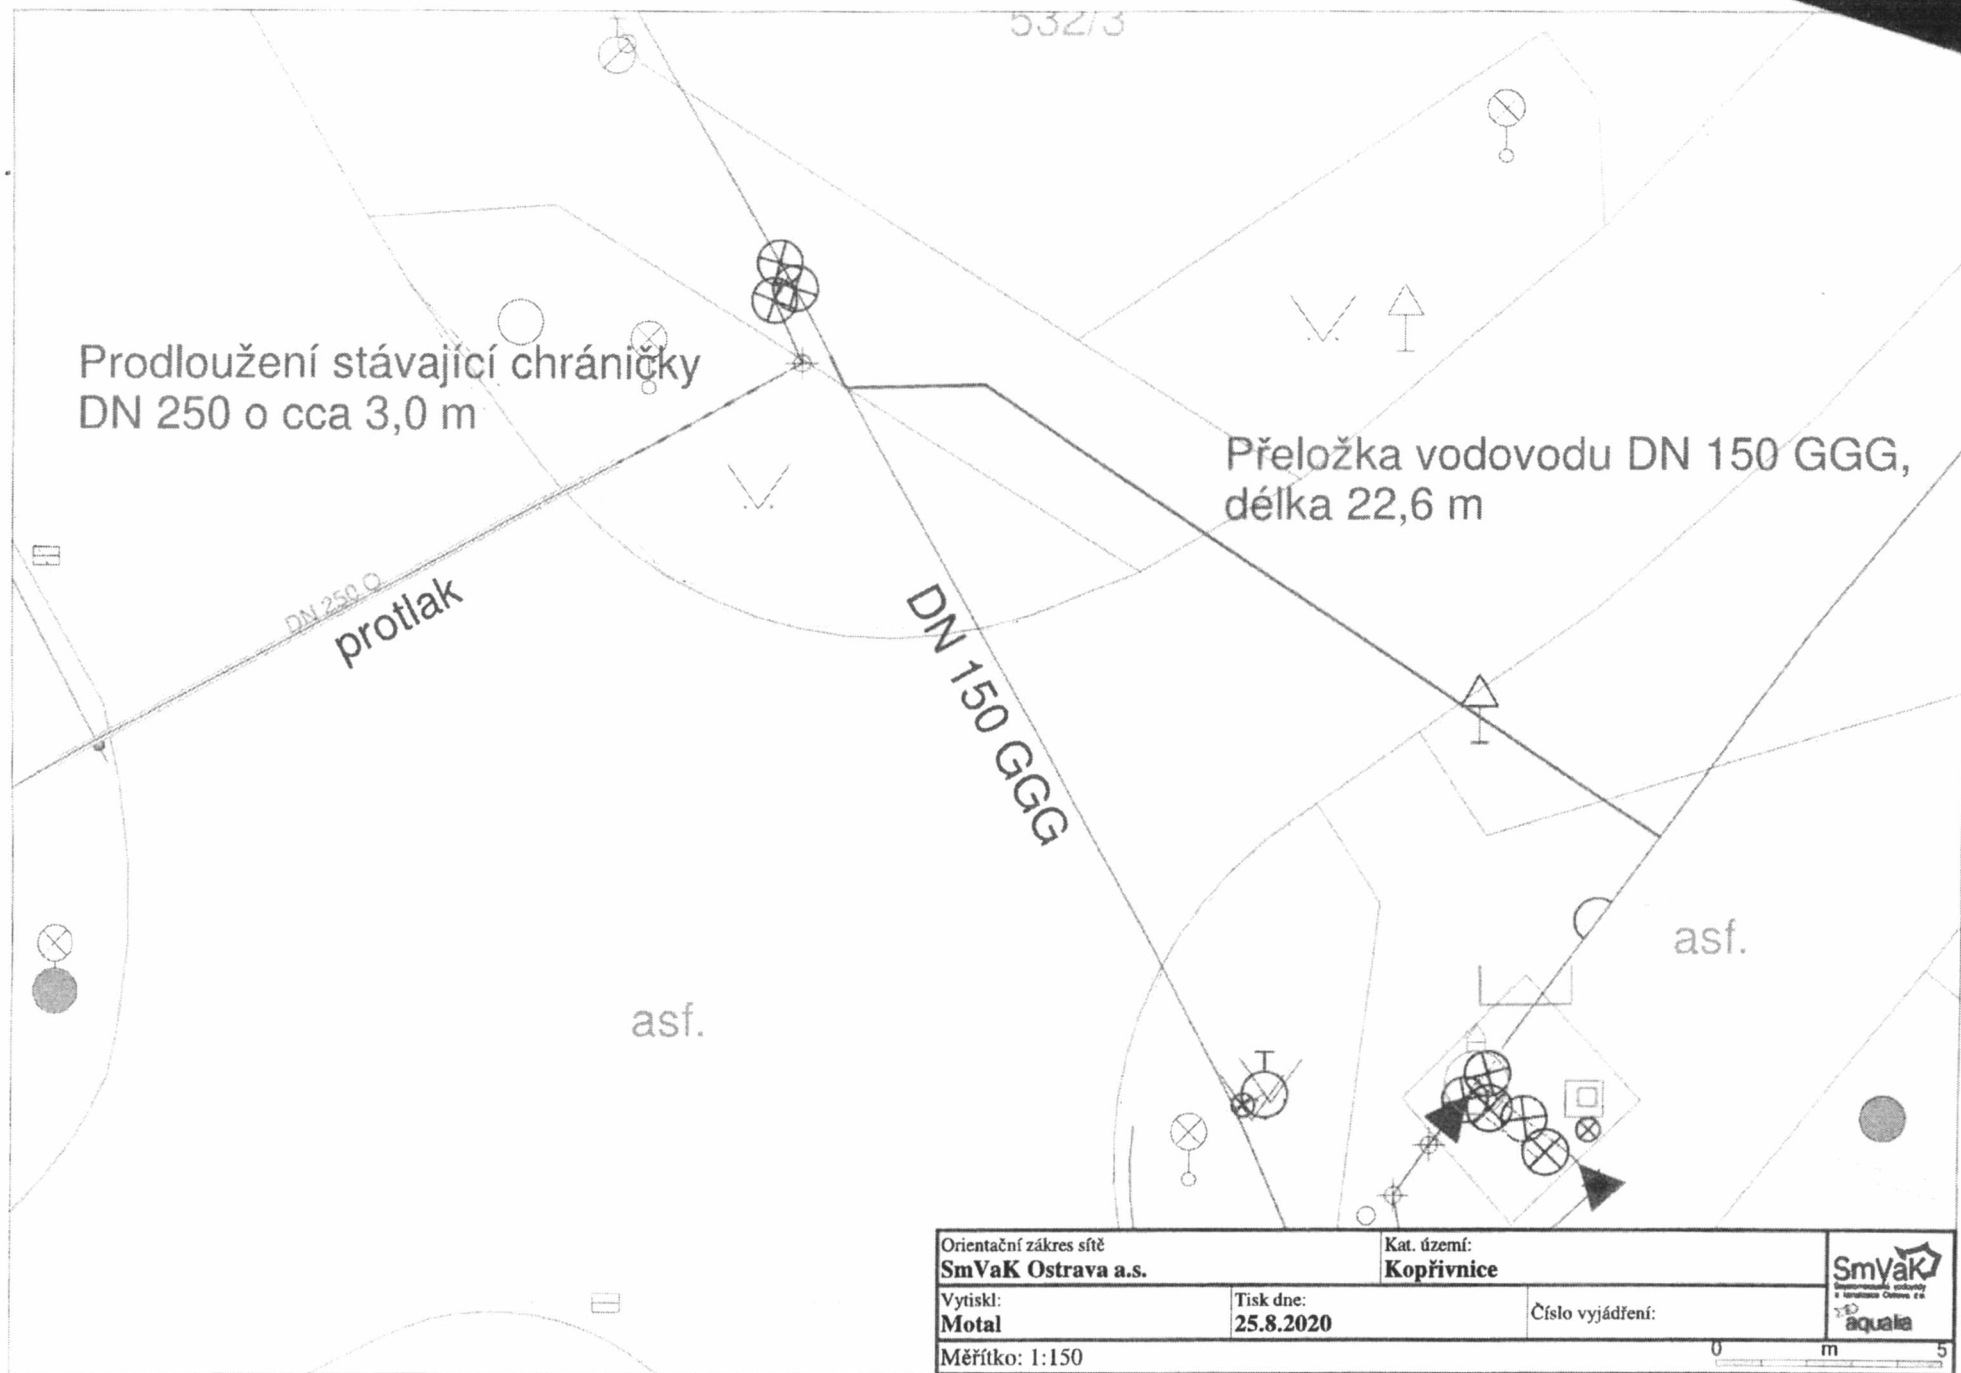 532/3
Prodloužení stávající chráničky
DN 250 o cca 3,0 m
Přeložka vodovodu DN 150 GGG,
délka 22,6 m
DN 250 O
protlak
DN 150 GGG
asf.
asf.
Orientační zákres sítě
SmVaK Ostrava a.s.
Kat. území:
Kopřivnice
Vytiskl:
Motal
Tisk dne:
25.8.2020
Číslo vyjádření:
SmVaK
aqualia
Měřítko: 1:150
0 m 5